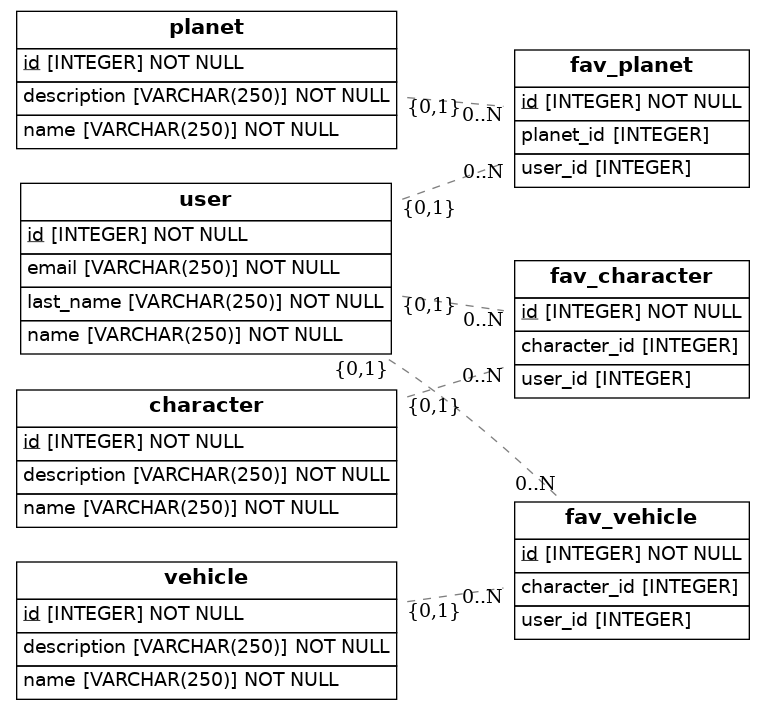 planet
id [INTEGER] NOT NULL
description [VARCHAR(250)] NOT NULL
name [VARCHAR(250)] NOT NULL
fav_planet
id [INTEGER] NOT NULL
planet_id [INTEGER]
user_id [INTEGER]
{0,1}
0..N
user
id [INTEGER] NOT NULL
email [VARCHAR(250)] NOT NULL
last_name [VARCHAR(250)] NOT NULL
name [VARCHAR(250)] NOT NULL
0..N
{0,1}
fav_character
id [INTEGER] NOT NULL
character_id [INTEGER]
user_id [INTEGER]
{0,1}
0..N
{0,1}
0..N
{0,1}
character
id [INTEGER] NOT NULL
description [VARCHAR(250)] NOT NULL
name [VARCHAR(250)] NOT NULL
0..N
fav_vehicle
id [INTEGER] NOT NULL
character_id [INTEGER]
user_id [INTEGER]
vehicle
id [INTEGER] NOT NULL
description [VARCHAR(250)] NOT NULL
name [VARCHAR(250)] NOT NULL
{0,1}
0..N